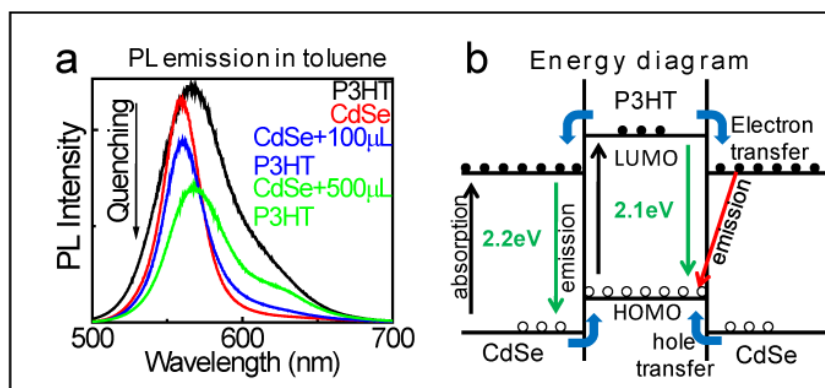 a
PL emission in toluene
P3HT
CdSe
CdSe+100μL
P3HT
CdSe+500μL
P3HT
Quenching
PL Intensity
500
600
700
Wavelength (nm)
b
Energy diagram
P3HT
Electron
transfer
LUMO
absorption
2.2eV
emission
2.1eV
emission
HOMO
CdSe
hole
transfer
CdSe